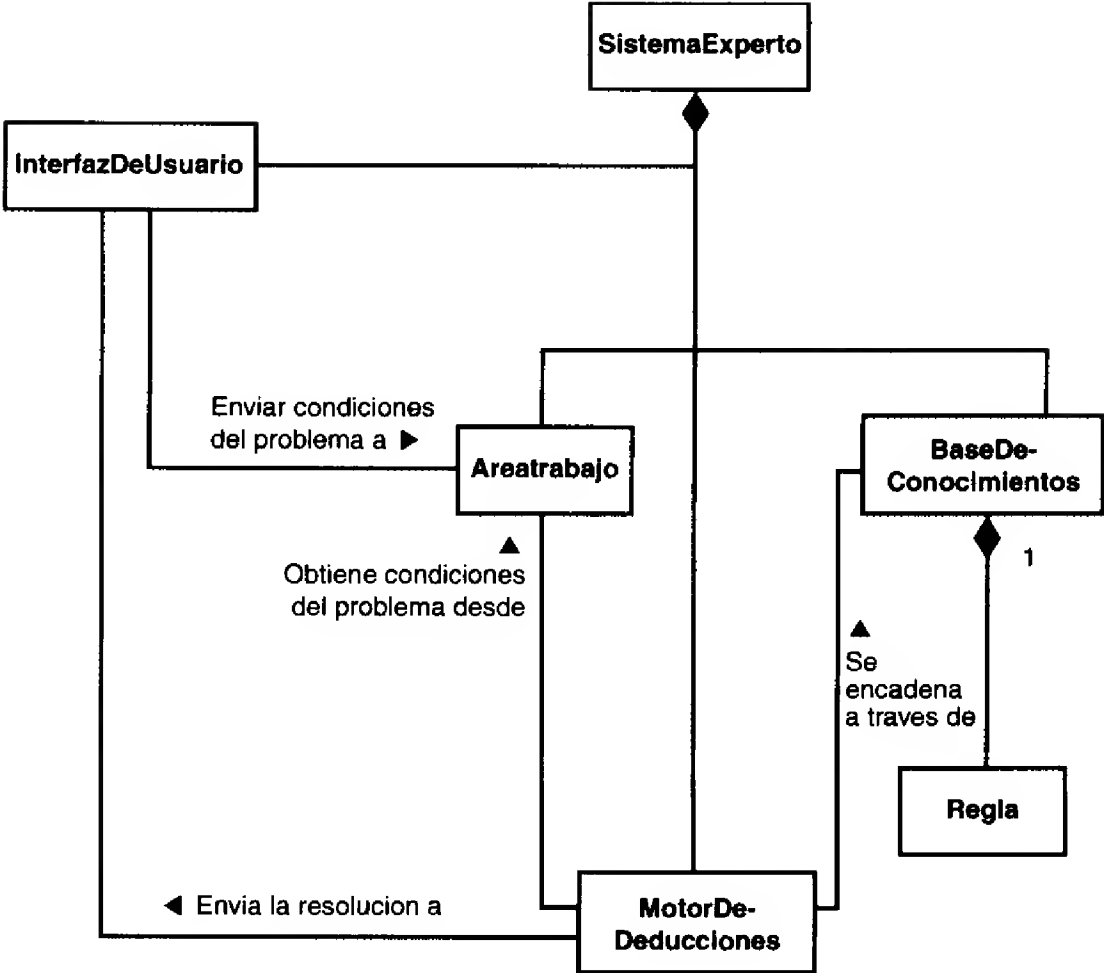 SistemaExperto
InterfazDeUsuario
Enviar condiciones
del problema a ▶
Areatrabajo
BaseDe-
Conocimientos
1
▲
Obtiene condiciones
del problema desde
▲
Se
encadena
a traves de
Regla
◀ Envia la resolucion a
MotorDe-
Deducciones